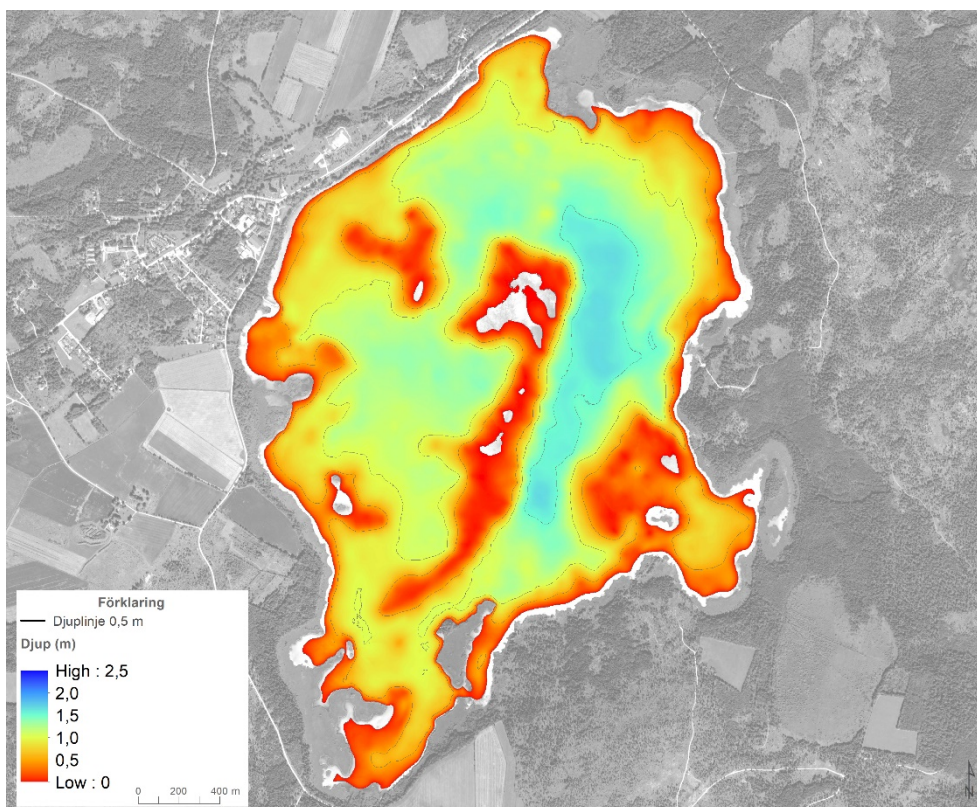 Förklaring
Djuplinje 0,5 m
Djup (m)
High : 2,5
2,0
1,5
1,0
0,5
Low : 0
0 200 400 m